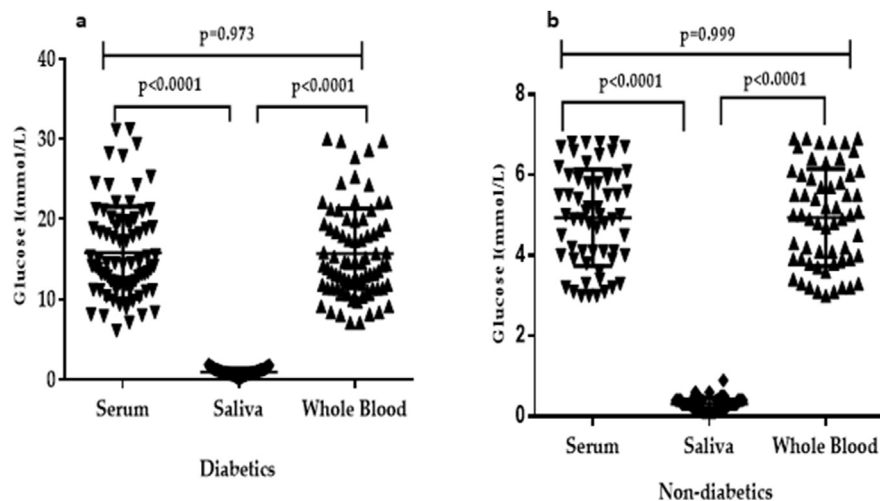 a
p=0.973
p<0.0001
p<0.0001
Glucose I(mmol/L)
40
30
20
10
0
Serum
Saliva
Whole Blood
Diabetics
b
p=0.999
p<0.0001
p<0.0001
Glucose I(mmol/L)
8
6
4
2
0
Serum
Saliva
Whole Blood
Non-diabetics